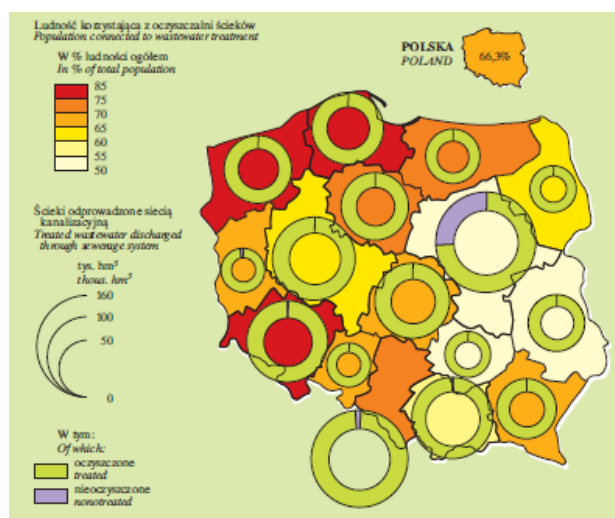 Ludność korzystająca z oczyszczalni ścieków
Population connected to wastewater treatment
W % ludności ogółem
In % of total population
85
75
70
65
60
55
50
POLSKA
POLAND
66,3%
Ścieki odprowadzone siecią
kanalizacyjną
Treated wastewater discharged
through sewerage system
tys. hm³
thous. hm³
160
100
50
0
W tym:
Of which:
oczyszczone
treated
nieoczyszczone
nonotreated